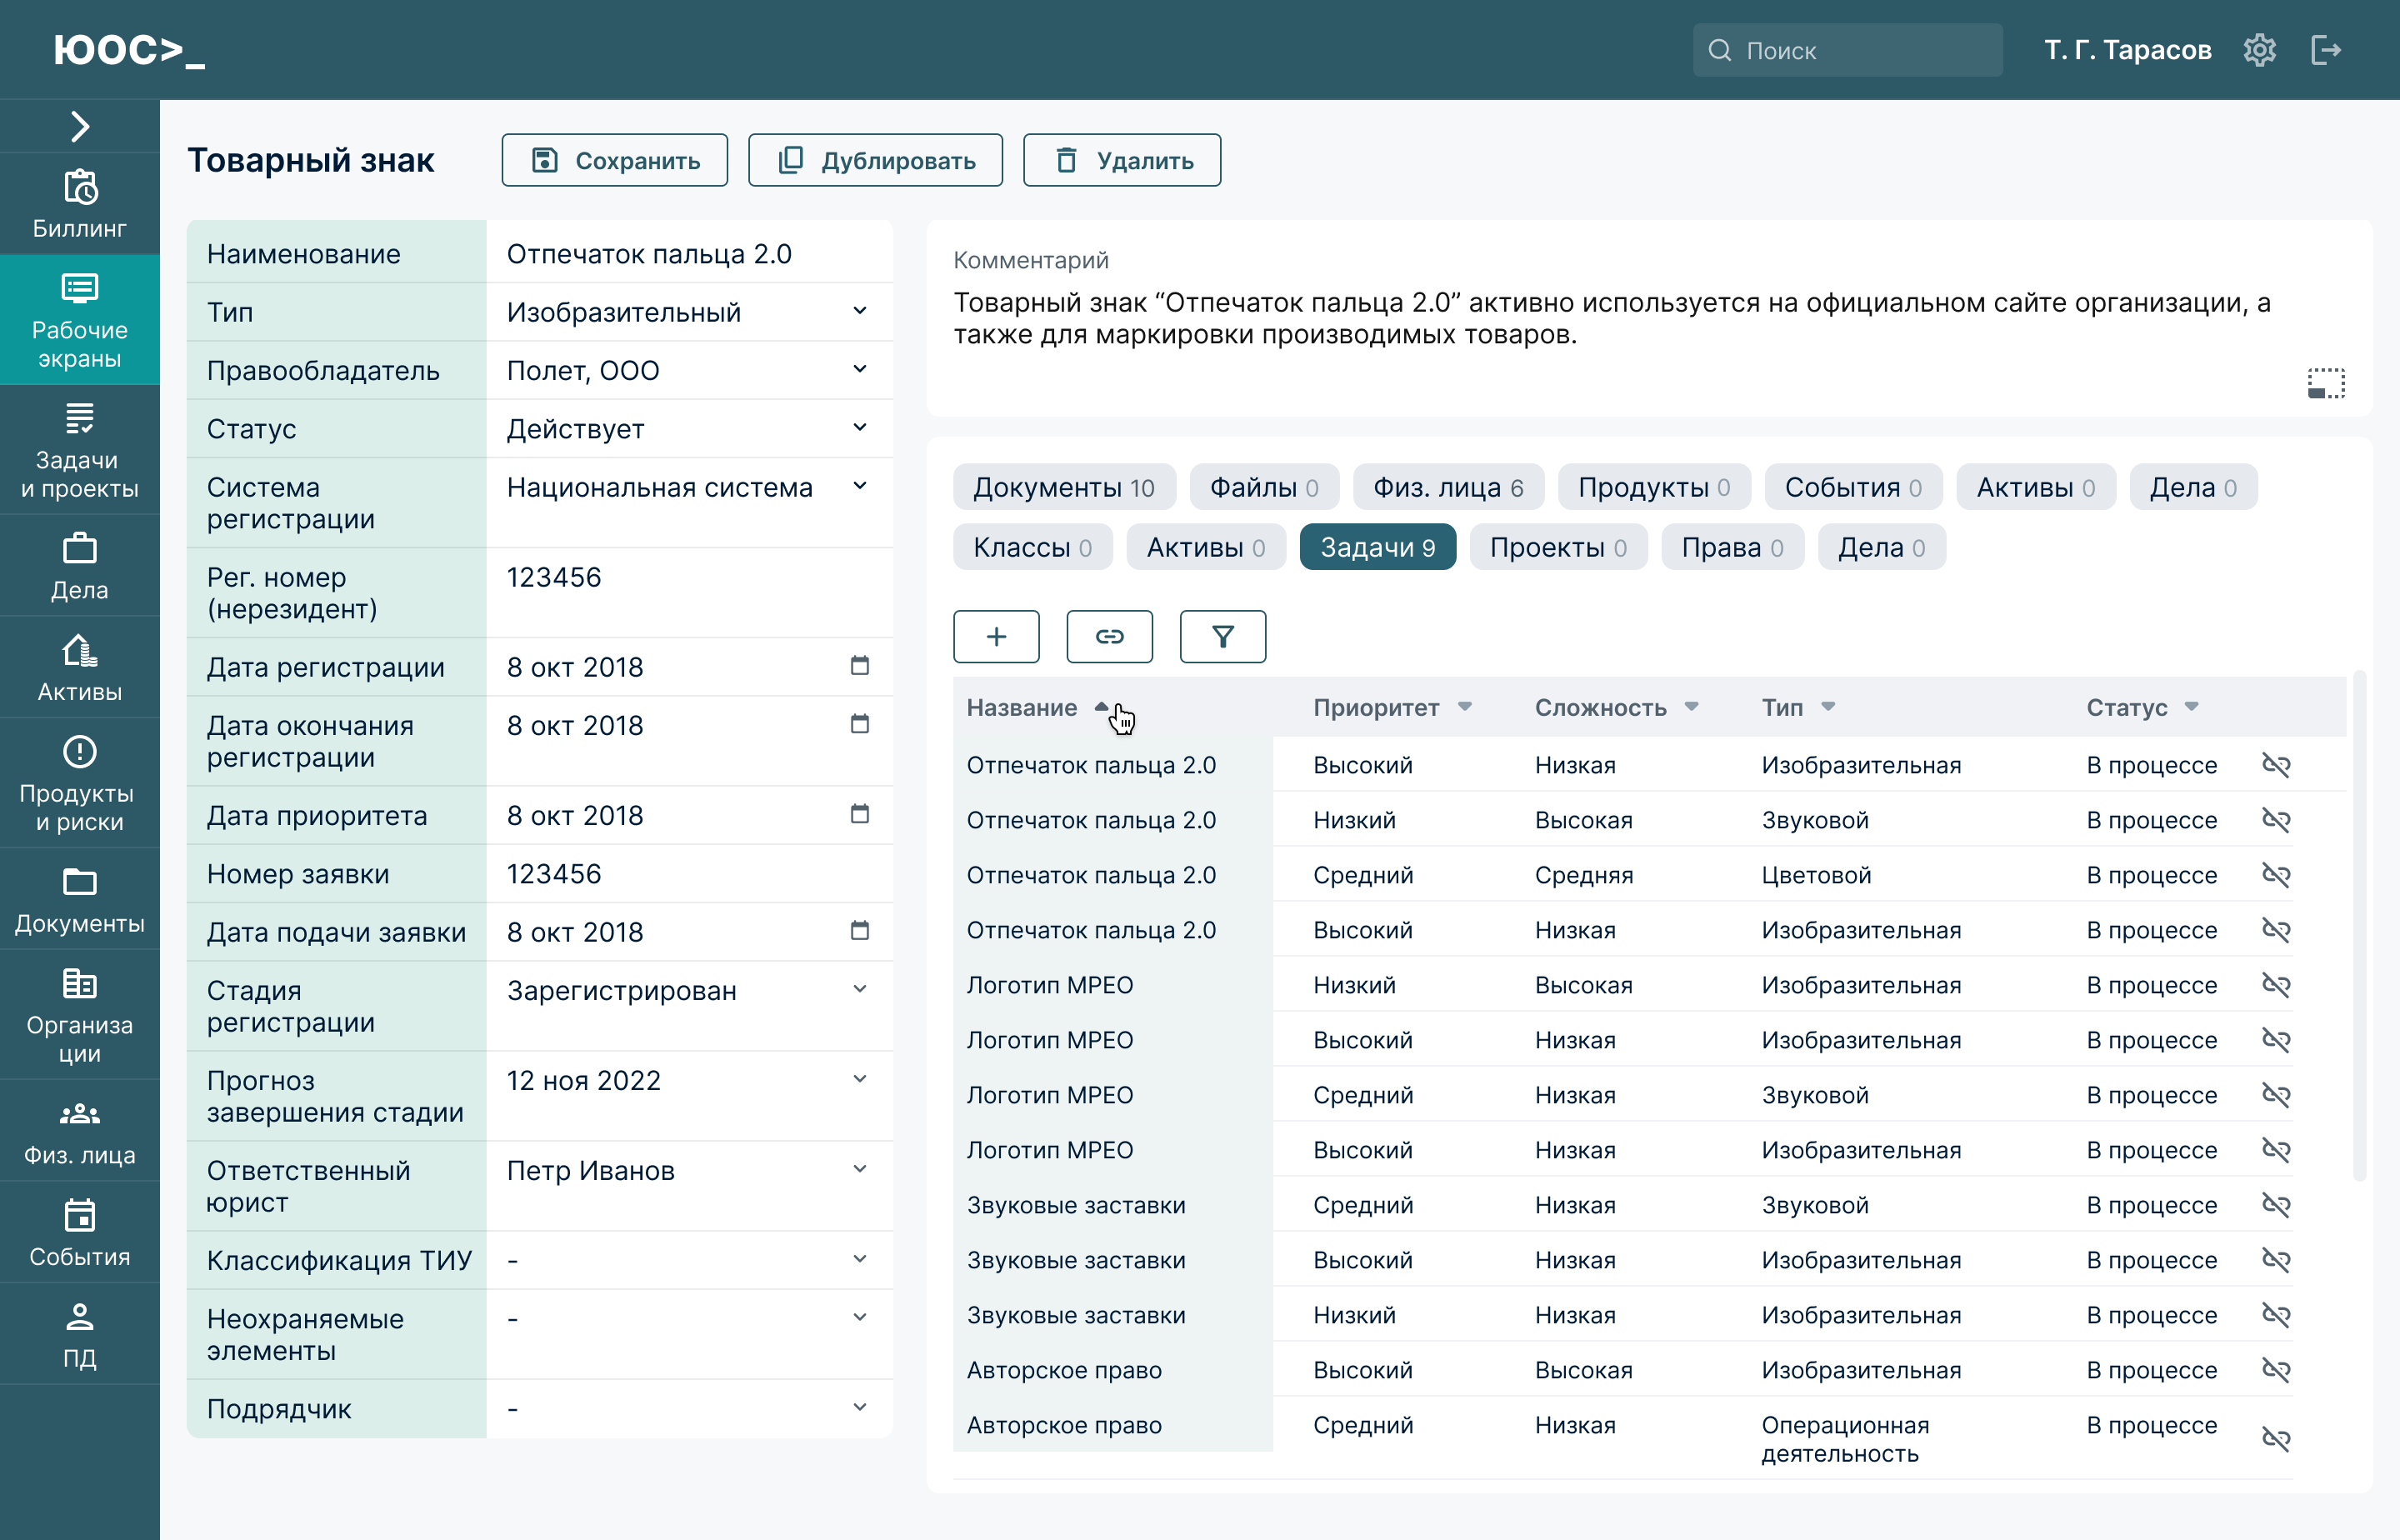 ЮОС>_
Поиск
Т. Г. Тарасов
Биллинг
Рабочие
экраны
Задачи
и проекты
Дела
Активы
Продукты
и риски
Документы
Организа
ции
Физ. лица
События
ПД
Товарный знак
Сохранить
Дублировать
Удалить
Наименование Отпечаток пальца 2.0
Тип Изобразительный
Правообладатель Полет, ООО
Статус Действует
Система Национальная система
регистрации
Рег. номер 123456
(нерезидент)
Дата регистрации 8 окт 2018
Дата окончания 8 окт 2018
регистрации
Дата приоритета 8 окт 2018
Номер заявки 123456
Дата подачи заявки 8 окт 2018
Стадия Зарегистрирован
регистрации
Прогноз 12 ноя 2022
завершения стадии
Ответственный Петр Иванов
юрист
Классификация ТИУ -
Неохраняемые -
элементы
Подрядчик -
Комментарий
Товарный знак “Отпечаток пальца 2.0” активно используется на официальном сайте организации, а
также для маркировки производимых товаров.
Документы 10 Файлы 0 Физ. лица 6 Продукты 0 События 0 Активы 0 Дела 0
Классы 0 Активы 0 Задачи 9 Проекты 0 Права 0 Дела 0
Название Приоритет Сложность Тип Статус
Отпечаток пальца 2.0 Высокий Низкая Изобразительная В процессе
Отпечаток пальца 2.0 Низкий Высокая Звуковой В процессе
Отпечаток пальца 2.0 Средний Средняя Цветовой В процессе
Отпечаток пальца 2.0 Высокий Низкая Изобразительная В процессе
Логотип МРЕО Низкий Высокая Изобразительная В процессе
Логотип МРЕО Высокий Низкая Изобразительная В процессе
Логотип МРЕО Средний Низкая Звуковой В процессе
Логотип МРЕО Высокий Низкая Изобразительная В процессе
Звуковые заставки Средний Низкая Звуковой В процессе
Звуковые заставки Высокий Низкая Изобразительная В процессе
Звуковые заставки Низкий Низкая Изобразительная В процессе
Авторское право Высокий Высокая Изобразительная В процессе
Авторское право Средний Низкая Операционная В процессе
деятельность